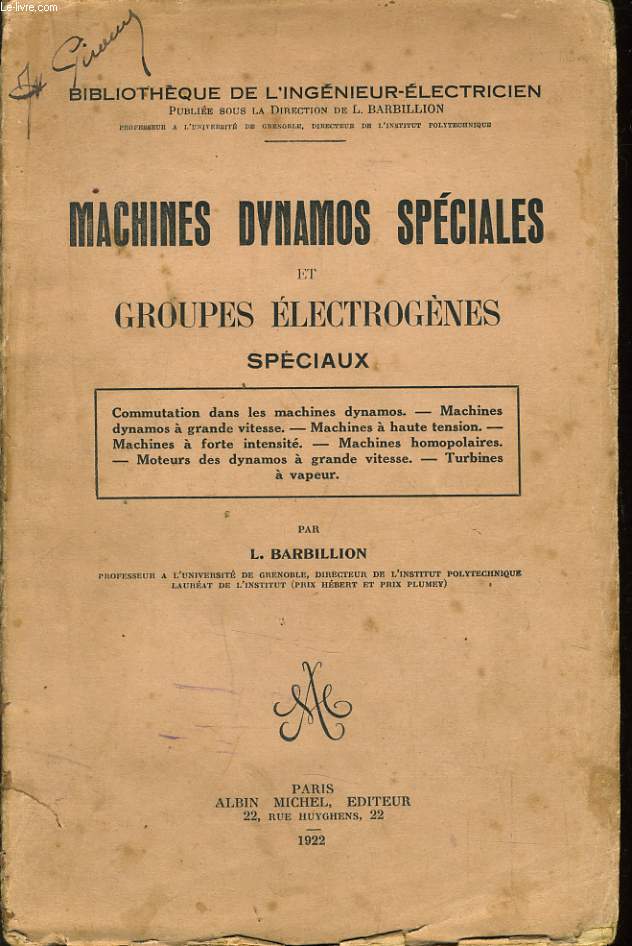 Le-livre.com
BIBLIOTHÈQUE DE L'INGÉNIEUR-ÉLECTRICIEN
PUBLIÉE SOUS LA DIRECTION DE L. BARBILLION
PROFESSEUR A L'UNIVERSITÉ DE GRENOBLE, DIRECTEUR DE L'INSTITUT POLYTECHNIQUE
MACHINES DYNAMOS SPÉCIALES
ET
GROUPES ÉLECTROGÈNES
SPÉCIAUX
Commutation dans les machines dynamos. — Machines
dynamos à grande vitesse. — Machines à haute tension. —
Machines à forte intensité. — Machines homopolaires.
— Moteurs des dynamos à grande vitesse. — Turbines
à vapeur.
PAR
L. BARBILLION
PROFESSEUR A L'UNIVERSITÉ DE GRENOBLE, DIRECTEUR DE L'INSTITUT POLYTECHNIQUE
LAURÉAT DE L'INSTITUT (PRIX HÉBERT ET PRIX PLUMEY)
PARIS
ALBIN MICHEL, EDITEUR
22, RUE HUYGHENS, 22
1922